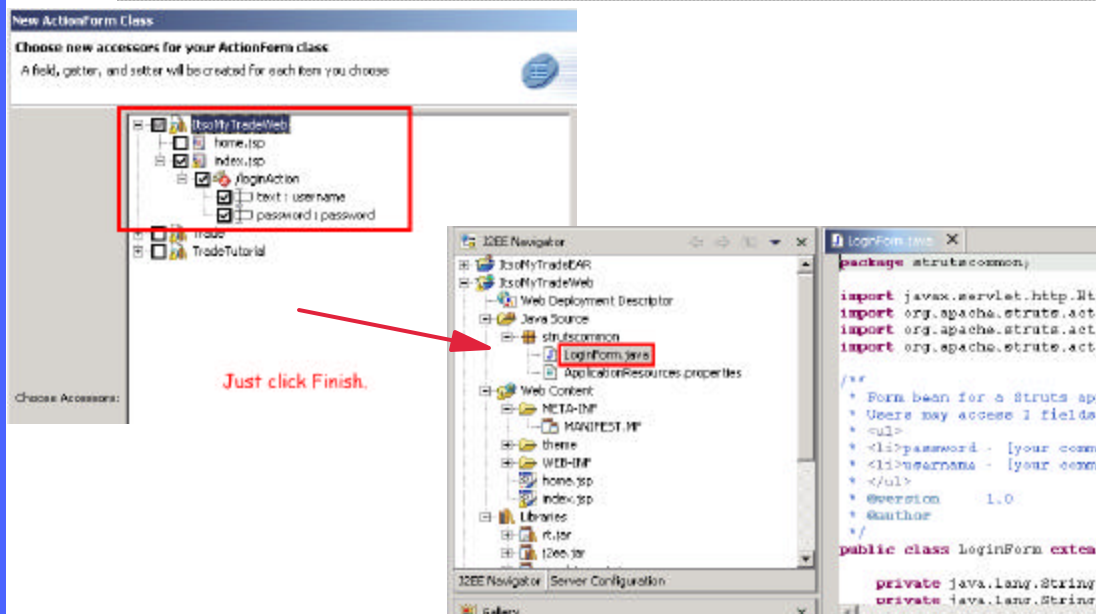 New ActionForm Class
Choose new accessors for your ActionForm class
A field, getter, and setter will be created for each item you choose
ItsoMyTradeWeb
home.jsp
index.jsp
/loginAction
text : username
password : password
Trade
TradeTutorial
Choose Accessors:
Just click Finish.
J2EE Navigator
ItsoMyTradeEAR
ItsoMyTradeWeb
Web Deployment Descriptor
Java Source
strutscommon
LoginForm.java
ApplicationResources.properties
Web Content
META-INF
MANIFEST.MF
theme
WEB-INF
home.jsp
index.jsp
Libraries
rt.jar
j2ee.jar
J2EE Navigator Server Configuration
Gallery
LoginForm.java
package strutscommon;
import javax.servlet.http.Ht
import org.apache.struts.act
import org.apache.struts.act
import org.apache.struts.act
/**
* Form bean for a Struts ap
* Users may access 2 fields
* <ul>
* <li>password - [your comm
* <li>username - [your comm
* </ul>
* @version 1.0
* @author
*/
public class LoginForm exten
private java.lang.String
private java.lang.String